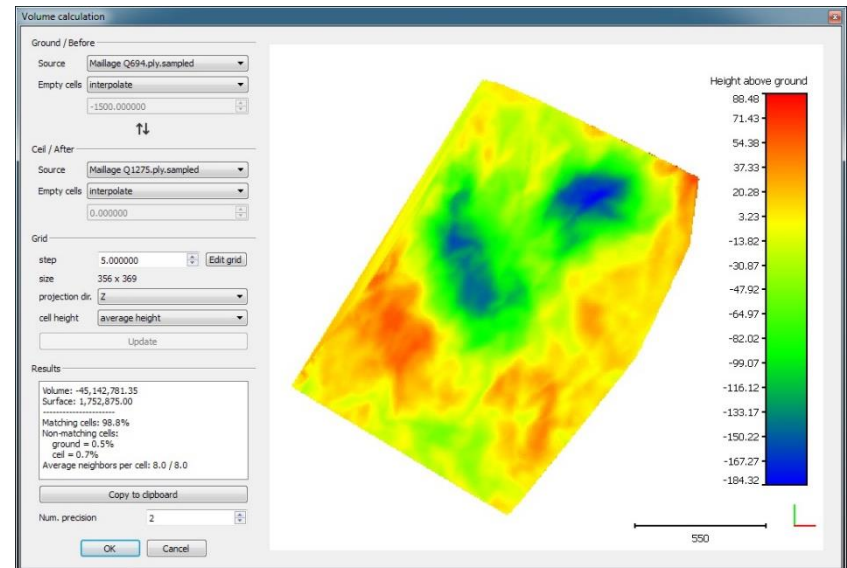 Volume calculation
Ground / Before
Source Maillage Q694.ply.sampled
Empty cells interpolate
-1500.000000
Ceil / After
Source Maillage Q1275.ply.sampled
Empty cells interpolate
0.000000
Grid
step 5.000000 Edit grid
size 356 x 369
projection dir. Z
cell height average height
Update
Results
Volume: -45,142,781.35
Surface: 1,752,875.00
----------------------
Matching cells: 98.8%
Non-matching cells:
ground = 0.5%
ceil = 0.7%
Average neighbors per cell: 8.0 / 8.0
Copy to clipboard
Num. precision 2
OK Cancel
Height above ground
88.48
71.43
54.38
37.33
20.28
3.23
-13.82
-30.87
-47.92
-64.97
-82.02
-99.07
-116.12
-133.17
-150.22
-167.27
-184.32
550